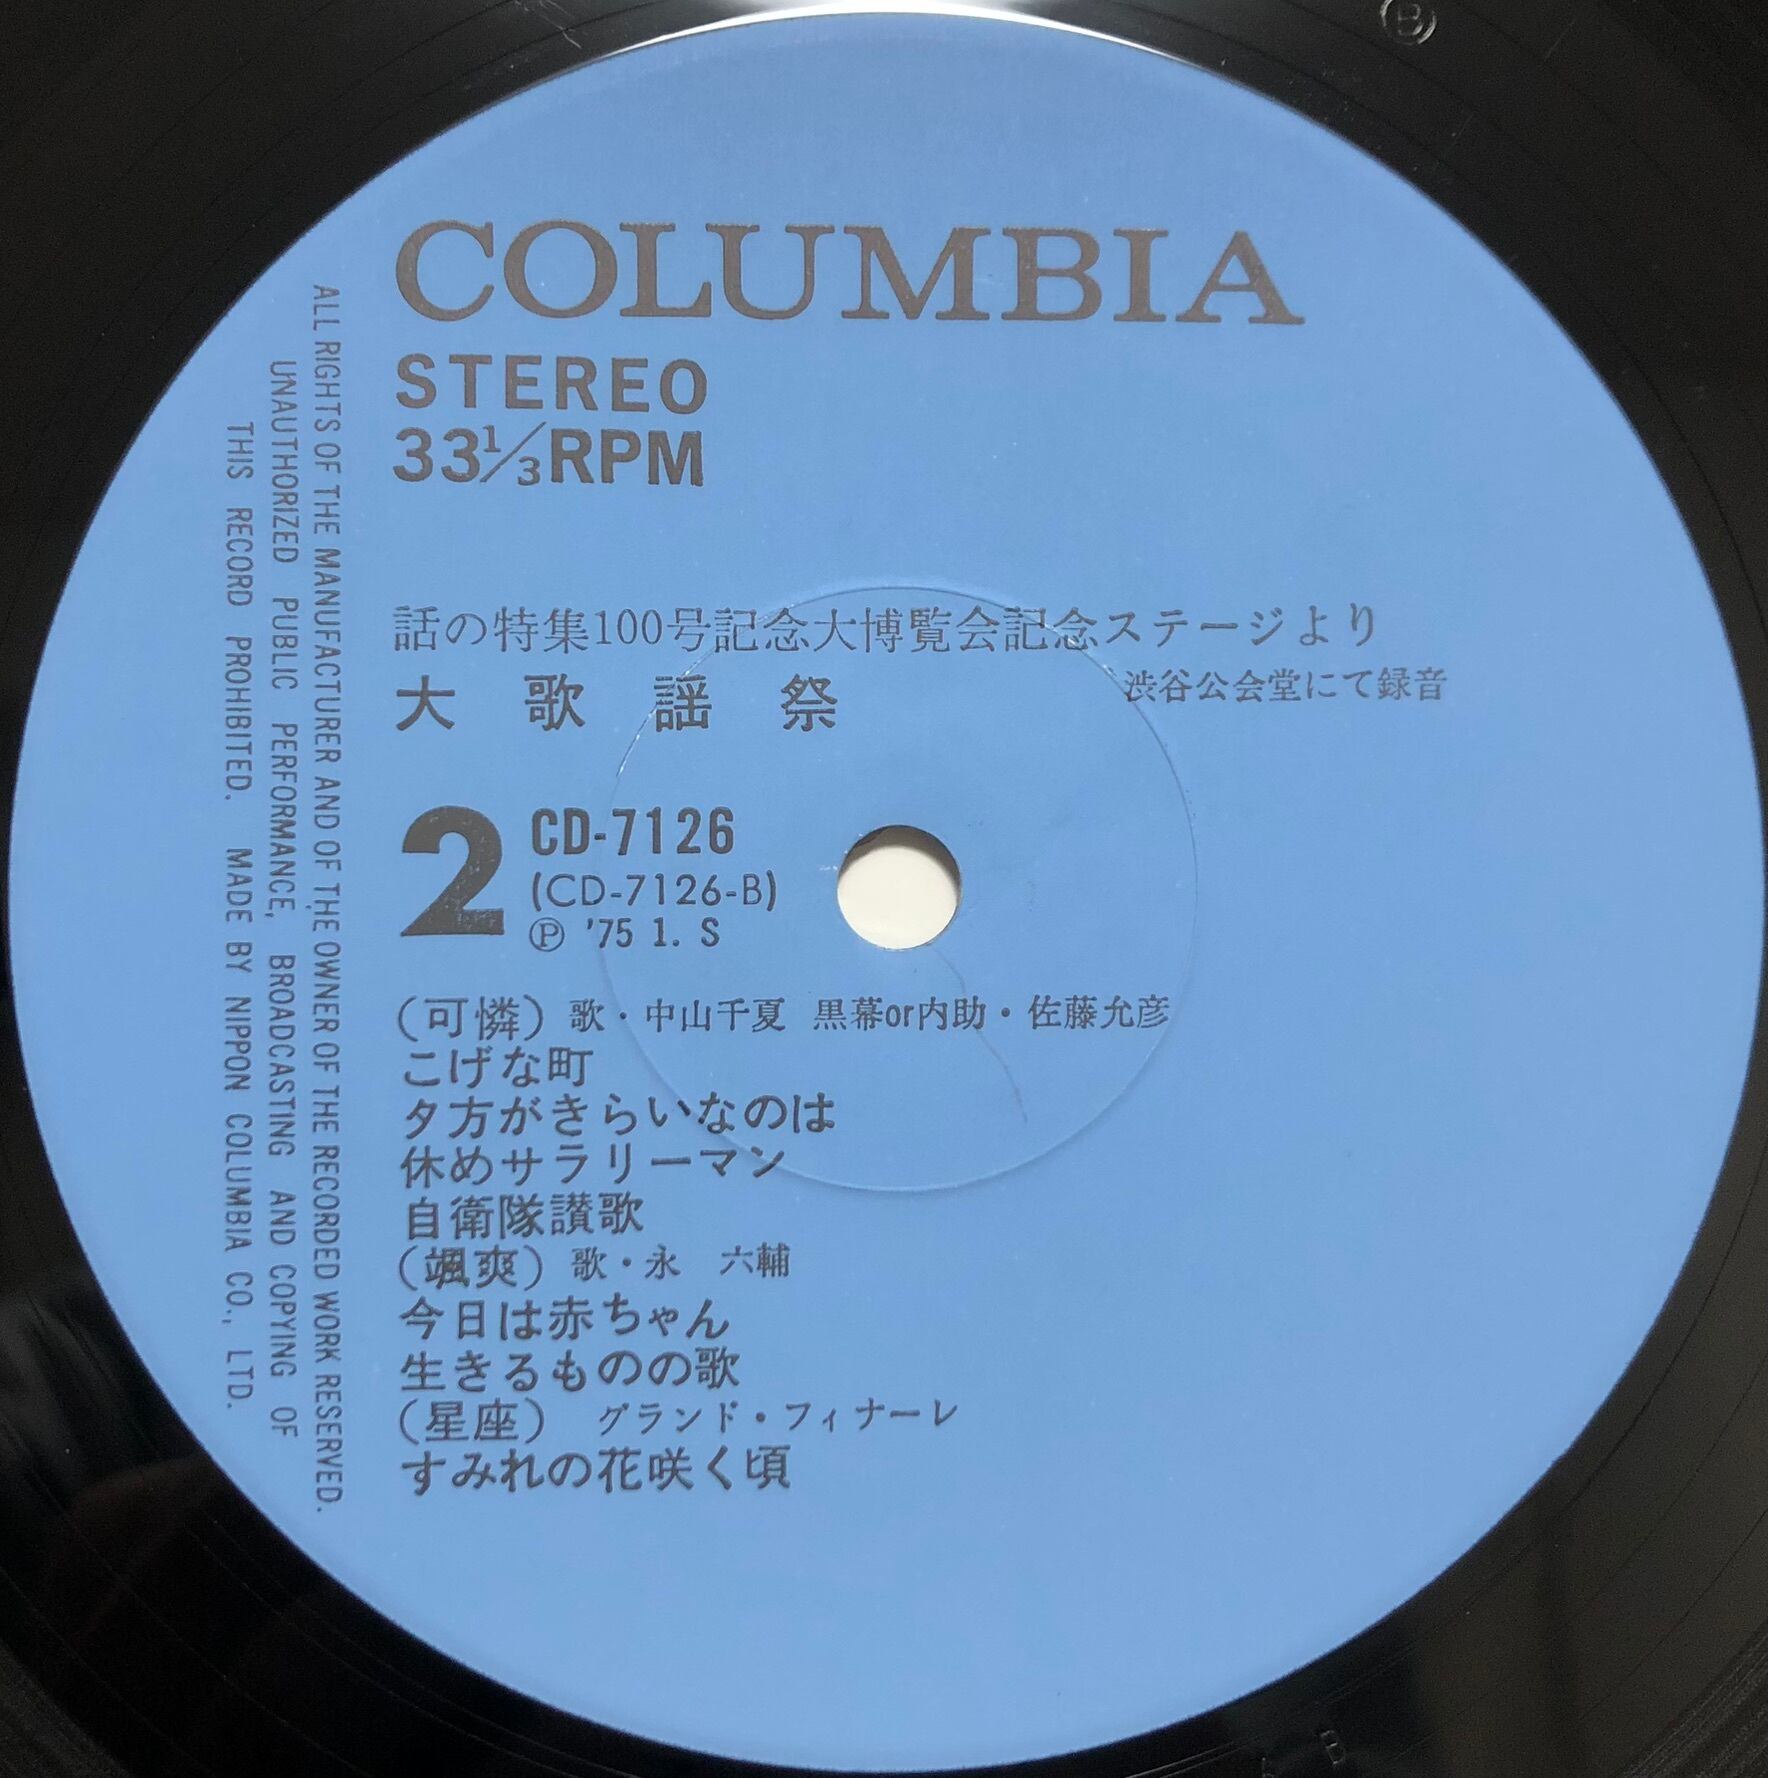 COLUMBIA
STEREO
33 1/3 RPM
話の特集100号記念大博覧会記念ステージより
渋谷公会堂にて録音
大歌謡祭
2
CD-7126
(CD-7126-B)
Ⓟ '75 1. S
(可憐) 歌・中山千夏 黒幕or内助・佐藤允彦
こげな町
夕方がきらいなのは
休めサラリーマン
自衛隊讃歌
(颯爽) 歌・永 六輔
今日は赤ちゃん
生きるものの歌
(星座) グランド・フィナーレ
すみれの花咲く頃
ALL RIGHTS OF THE MANUFACTURER AND OF THE OWNER OF THE RECORDED WORK RESERVED.
UNAUTHORIZED PUBLIC PERFORMANCE, BROADCASTING AND COPYING OF
THIS RECORD PROHIBITED. MADE BY NIPPON COLUMBIA CO., LTD.
B
B